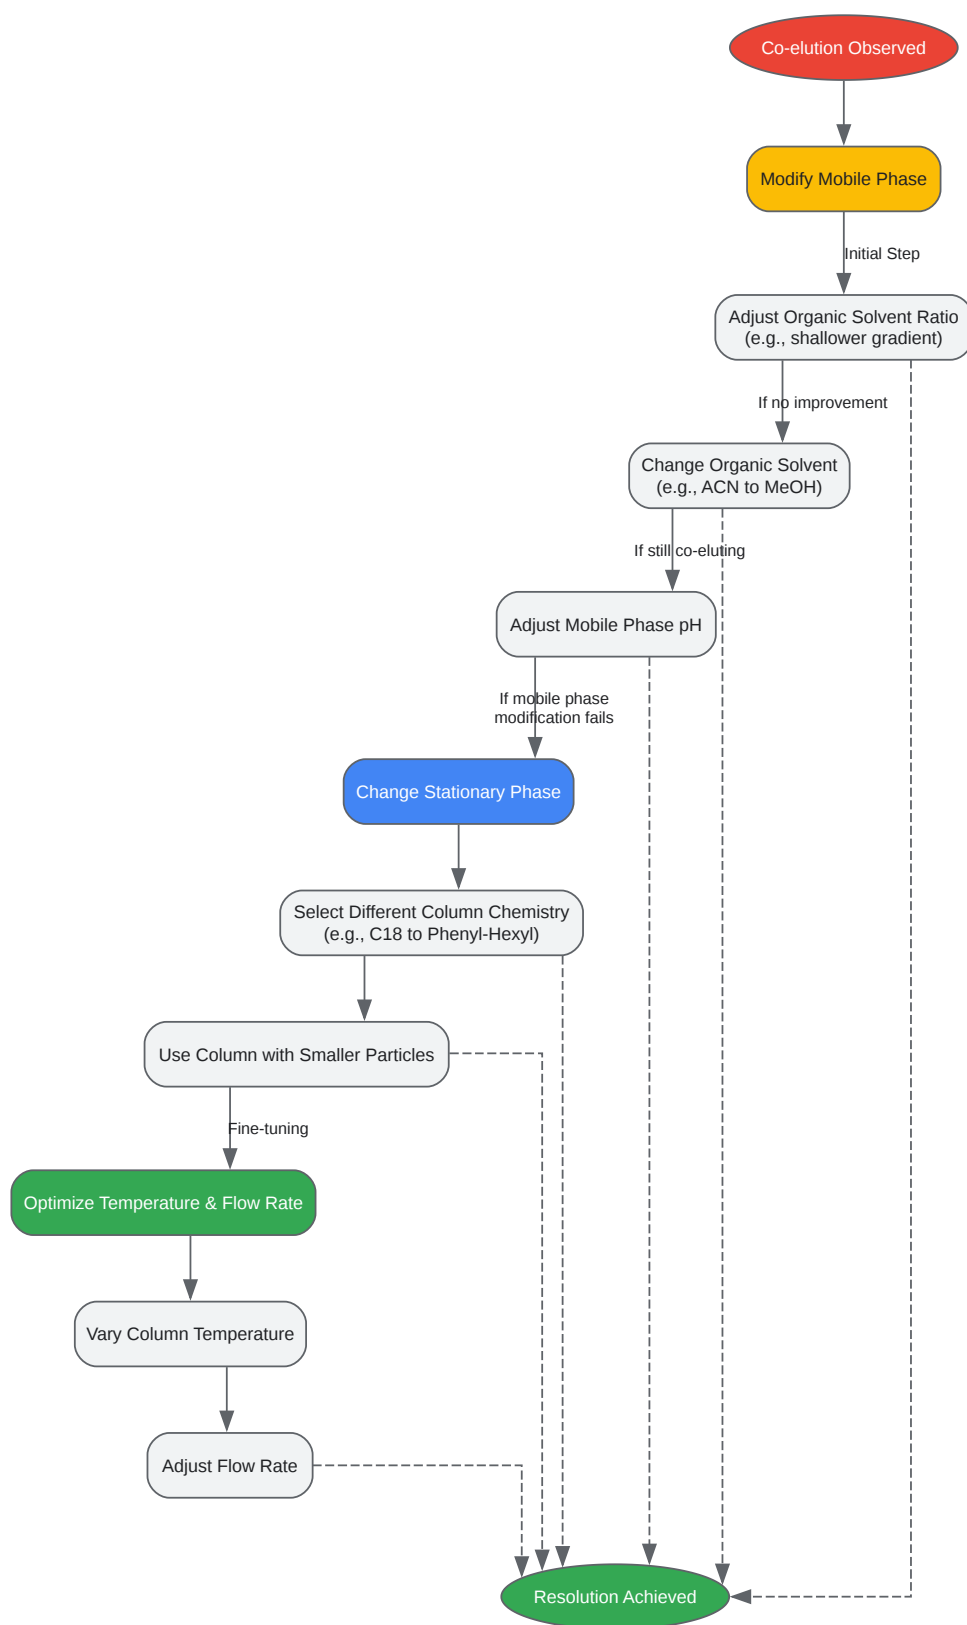 Co-elution Observed
Modify Mobile Phase
Initial Step
Adjust Organic Solvent Ratio
(e.g., shallower gradient)
If no improvement
Change Organic Solvent
(e.g., ACN to MeOH)
If still co-eluting
Adjust Mobile Phase pH
If mobile phase
modification fails
Change Stationary Phase
Select Different Column Chemistry
(e.g., C18 to Phenyl-Hexyl)
Use Column with Smaller Particles
Fine-tuning
Optimize Temperature & Flow Rate
Vary Column Temperature
Adjust Flow Rate
Resolution Achieved